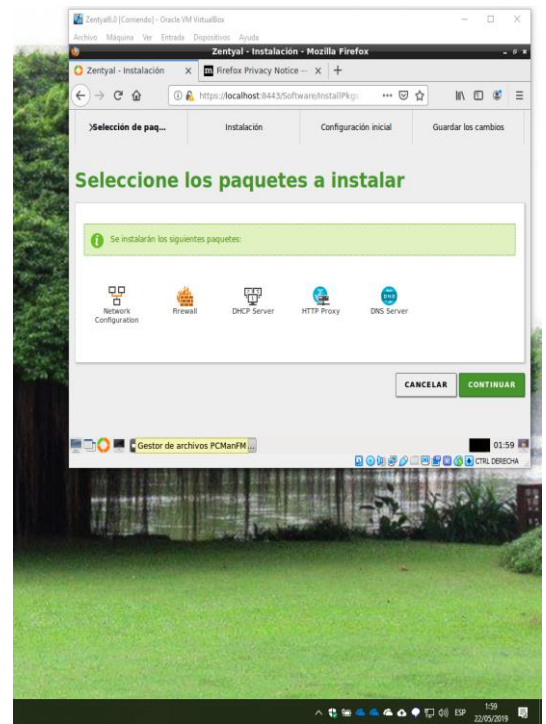 Zentyal6.0 [Corriendo] - Oracle VM VirtualBox
Archivo Máquina Ver Entrada Dispositivos Ayuda
Zentyal - Instalación - Mozilla Firefox
Zentyal - Instalación
Firefox Privacy Notice —
https://localhost:8443/Software/InstallPkgs
Selección de paq...
Instalación
Configuración inicial
Guardar los cambios
Seleccione los paquetes a instalar
Se instalarán los siguientes paquetes:
Network Configuration
Firewall
DHCP Server
HTTP Proxy
DNS
DNS Server
CANCELAR
CONTINUAR
Gestor de archivos PCManFM
01:59
CTRL DERECHA
ESP
1:59
22/05/2019